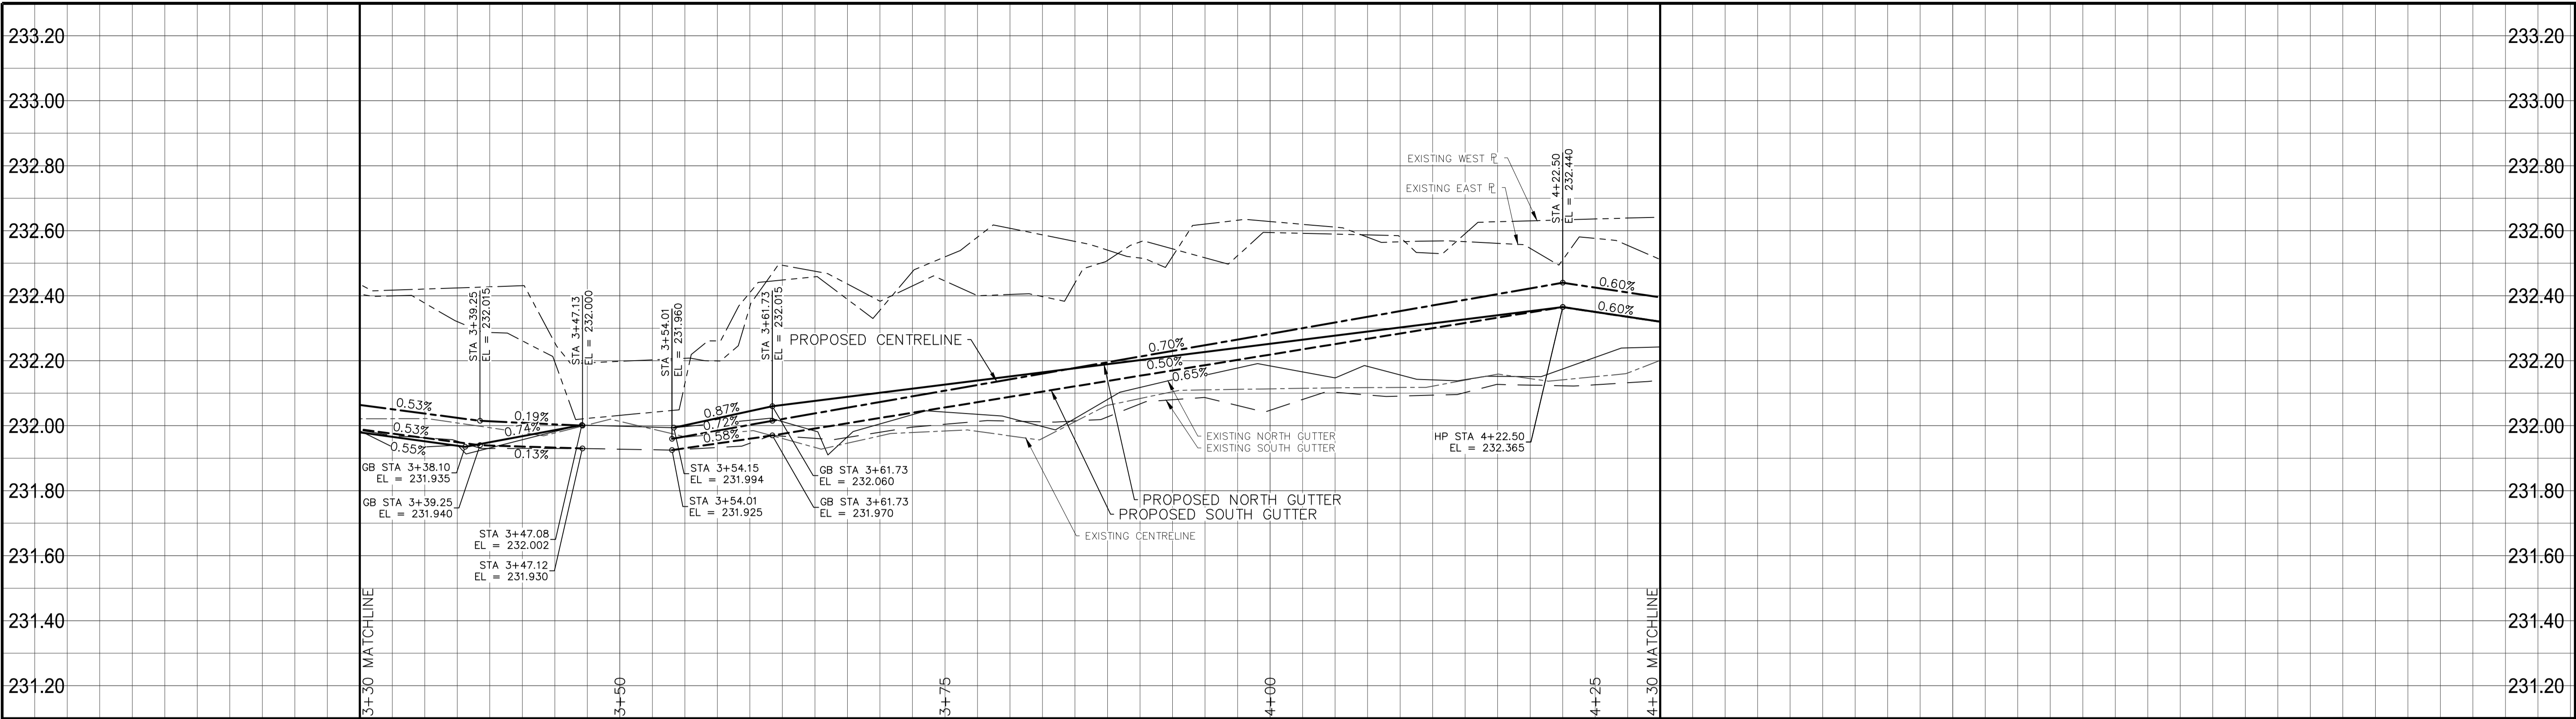 233.20
233.20
233.00
233.00
232.80
232.80
232.60
232.60
232.40
232.40
232.20
232.20
232.00
232.00
231.80
231.80
231.60
231.60
231.40
231.40
231.20
231.20
3+30 MATCHLINE
3+50
3+75
4+00
4+25
4+30 MATCHLINE
EXISTING WEST ℙL
EXISTING EAST ℙL
STA 3+39.25
EL = 232.015
STA 3+47.13
EL = 232.000
STA 3+54.01
EL = 231.960
STA 3+61.73
EL = 232.015
STA 4+22.50
EL = 232.440
PROPOSED CENTRELINE
0.53%
0.19%
0.53%
0.74%
0.55%
0.13%
0.87%
0.72%
0.58%
0.70%
0.50%
0.65%
0.60%
0.60%
GB STA 3+38.10
EL = 231.935
GB STA 3+39.25
EL = 231.940
STA 3+47.08
EL = 232.002
STA 3+47.12
EL = 231.930
STA 3+54.15
EL = 231.994
STA 3+54.01
EL = 231.925
GB STA 3+61.73
EL = 232.060
GB STA 3+61.73
EL = 231.970
EXISTING NORTH GUTTER
EXISTING SOUTH GUTTER
PROPOSED NORTH GUTTER
PROPOSED SOUTH GUTTER
EXISTING CENTRELINE
HP STA 4+22.50
EL = 232.365